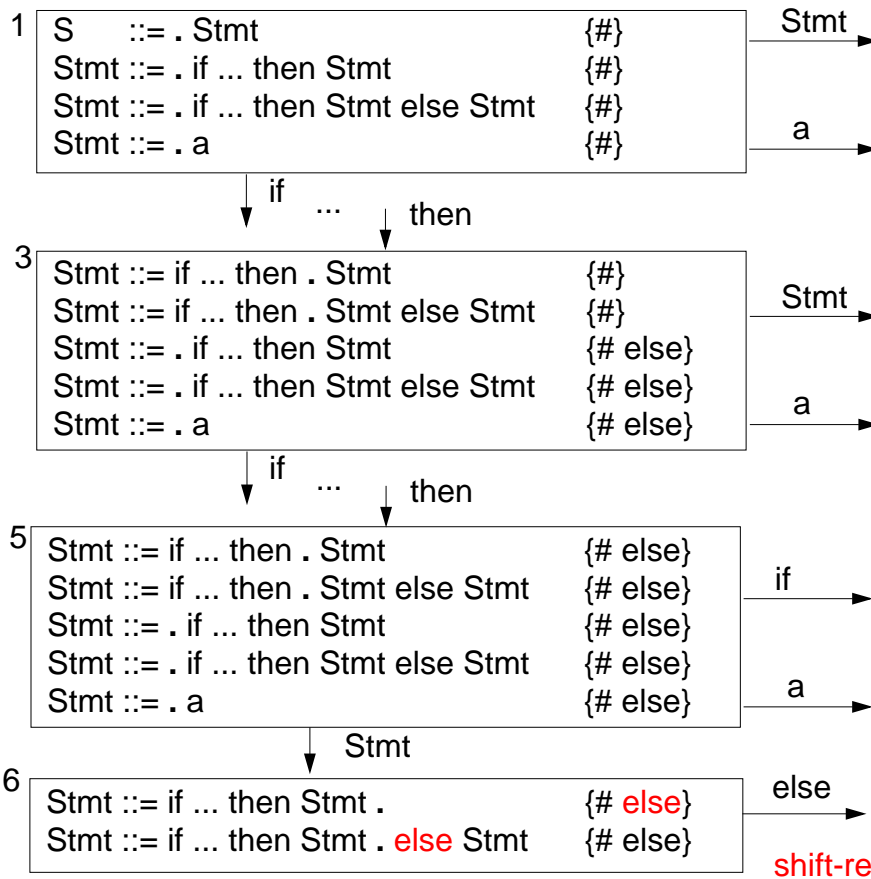 1
S ::= . Stmt {#}
Stmt
Stmt ::= . if ... then Stmt {#}
Stmt ::= . if ... then Stmt else Stmt {#}
Stmt ::= . a {#}
a
if ... then
3
Stmt ::= if ... then . Stmt {#}
Stmt ::= if ... then . Stmt else Stmt {#}
Stmt
Stmt ::= . if ... then Stmt {# else}
Stmt ::= . if ... then Stmt else Stmt {# else}
Stmt ::= . a {# else}
a
if ... then
5
Stmt ::= if ... then . Stmt {# else}
Stmt ::= if ... then . Stmt else Stmt {# else}
if
Stmt ::= . if ... then Stmt {# else}
Stmt ::= . if ... then Stmt else Stmt {# else}
Stmt ::= . a {# else}
a
Stmt
6
Stmt ::= if ... then Stmt . {# else}
else
Stmt ::= if ... then Stmt . else Stmt {# else}
shift-re